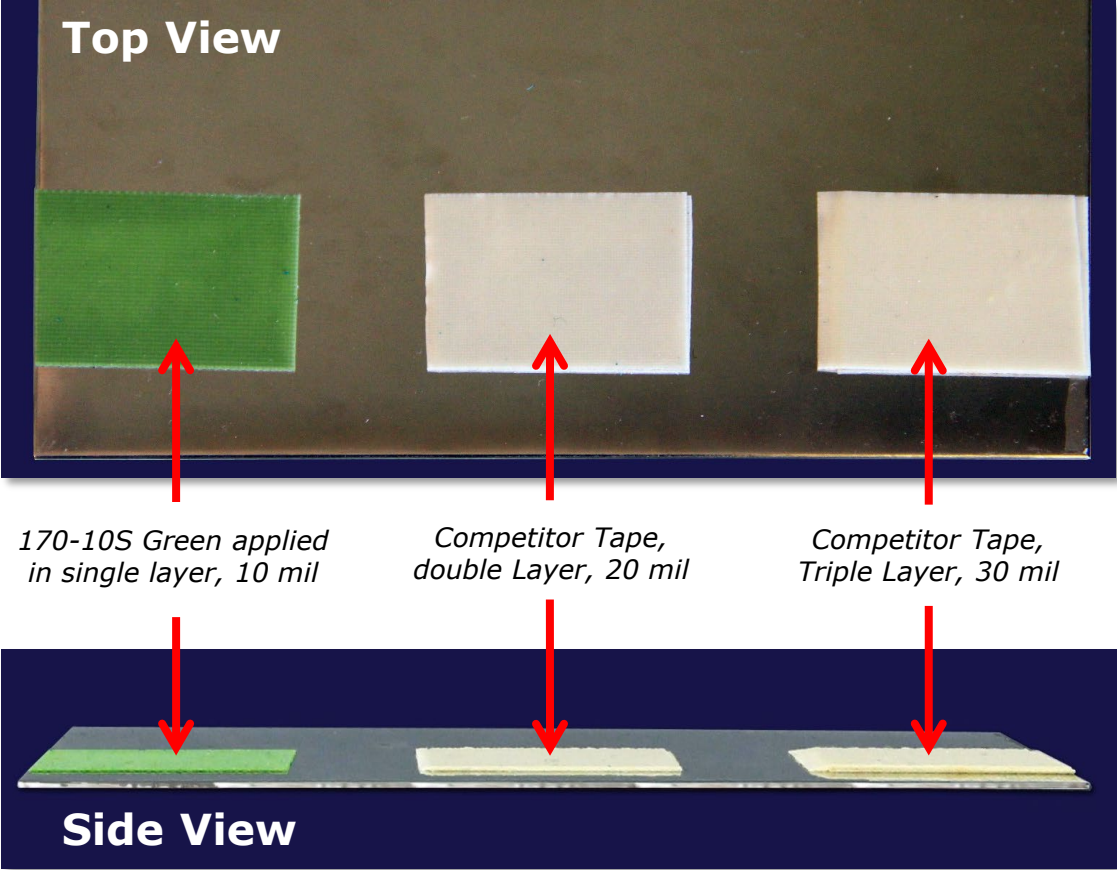 Top View
170-10S Green applied
in single layer, 10 mil
Competitor Tape,
double Layer, 20 mil
Competitor Tape,
Triple Layer, 30 mil
Side View